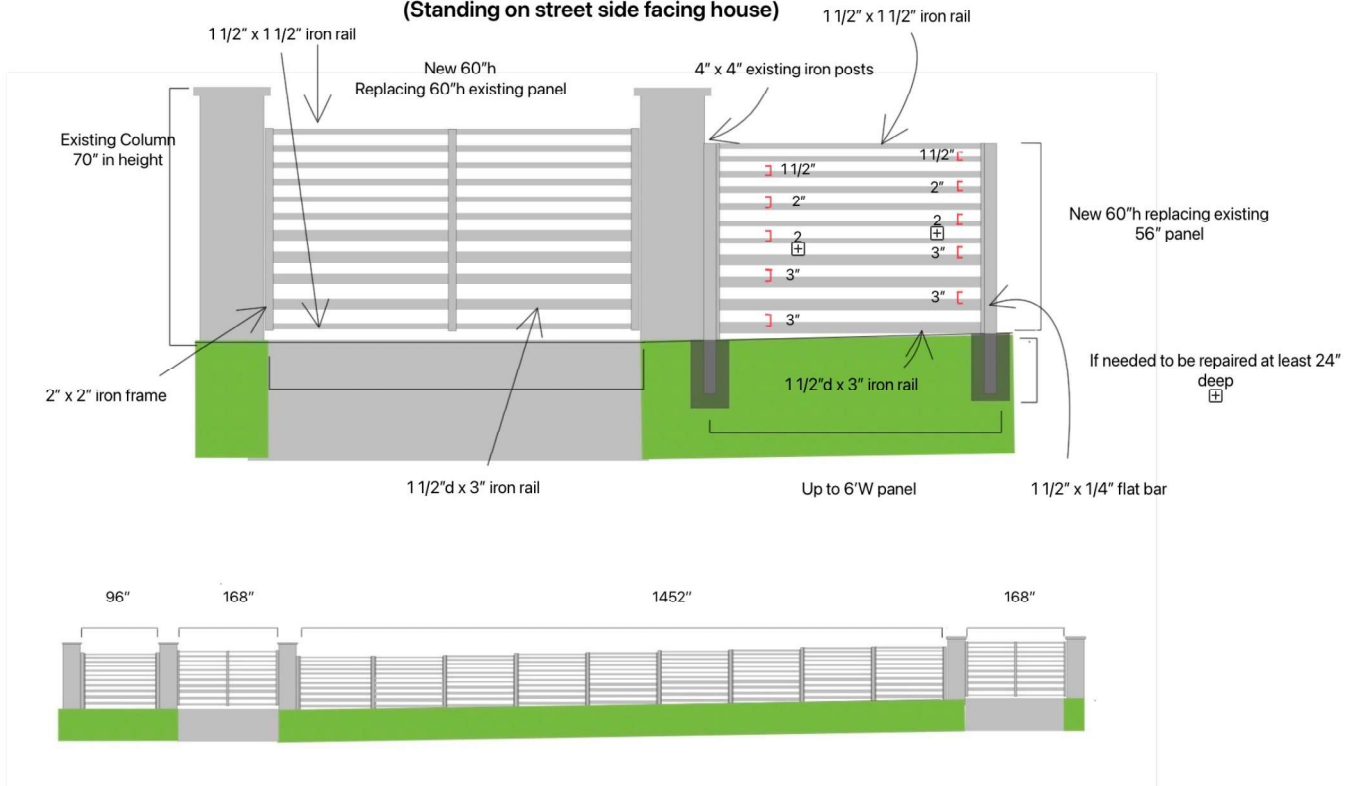 (Standing on street side facing house)
1 1/2" x 1 1/2" iron rail
1 1/2" x 1 1/2" iron rail
New 60"h
Replacing 60"h existing panel
4" x 4" existing iron posts
Existing Column
70" in height
1 1/2"
1 1/2"
2"
2"
2
2
3"
3"
3"
3"
New 60"h replacing existing
56" panel
If needed to be repaired at least 24"
deep
2" x 2" iron frame
1 1/2"d x 3" iron rail
1 1/2"d x 3" iron rail
Up to 6'W panel
1 1/2" x 1/4" flat bar
96"
168"
1452"
168"